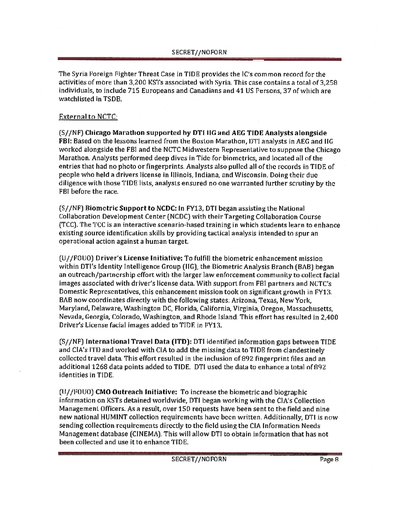 SECRET//NOFORN
The Syria Foreign Fighter Threat Case in TIDE provides the IC's common record for the
activities of more than 3,200 KSTs associated with Syria. This case contains a total of 3,258
individuals, to include 715 Europeans and Canadians and 41 US Persons, 37 of which are
watchlisted in TSDB.
External to NCTC:
(S//NF) Chicago Marathon supported by DTI IIG and AEG TIDE Analysts alongside
FBI: Based on the lessons learned from the Boston Marathon, DTI analysts in AEG and IIG
worked alongside the FBI and the NCTC Midwestern Representative to suppose the Chicago
Marathon. Analysts performed deep dives in Tide for biometrics, and located all of the
entries that had no photo or fingerprints. Analysts also pulled all of the records in TIDE of
people who held a drivers license in Illinois, Indiana, and Wisconsin. Doing their due
diligence with those TIDE lists, analysts ensured no one warranted further scrutiny by the
FBI before the race.
(S//NF) Biometric Support to NCDC: In FY13, DTI began assisting the National
Collaboration Development Center (NCDC) with their Targeting Collaboration Course
(TCC). The TCC is an interactive scenario-based training in which students learn to enhance
existing source identification skills by providing tactical analysis intended to spur an
operational action against a human target.
(U//FOUO) Driver's License Initiative: To fulfill the biometric enhancement mission
within DTI's Identity Intelligence Group (IIG), the Biometric Analysis Branch (BAB) began
an outreach/partnership effort with the larger law enforcement community to collect facial
images associated with driver's license data. With support from FBI partners and NCTC's
Domestic Representatives, this enhancement mission took on significant growth in FY13.
BAB now coordinates directly with the following states. Arizona, Texas, New York,
Maryland, Delaware, Washington DC, Florida, California, Virginia, Oregon, Massachusetts,
Nevada, Georgia, Colorado, Washington, and Rhode Island. This effort has resulted in 2,400
Driver's License facial images added to TIDE in FY13.
(S//NF) International Travel Data (ITD): DTI identified information gaps between TIDE
and CIA's ITD and worked with CIA to add the missing data to TIDE from clandestinely
collected travel data. This effort resulted in the inclusion of 892 fingerprint files and an
additional 1268 data points added to TIDE. DTI used the data to enhance a total of 892
identities in TIDE.
(U//FOUO) CMO Outreach Initiative: To increase the biometric and biographic
information on KSTs detained worldwide, DTI began working with the CIA's Collection
Management Officers. As a result, over 150 requests have been sent to the field and nine
new national HUMINT collection requirements have been written. Additionally, DTI is now
sending collection requirements directly to the field using the CIA Information Needs
Management database (CINEMA). This will allow DTI to obtain information that has not
been collected and use it to enhance TIDE.
SECRET//NOFORN Page 8